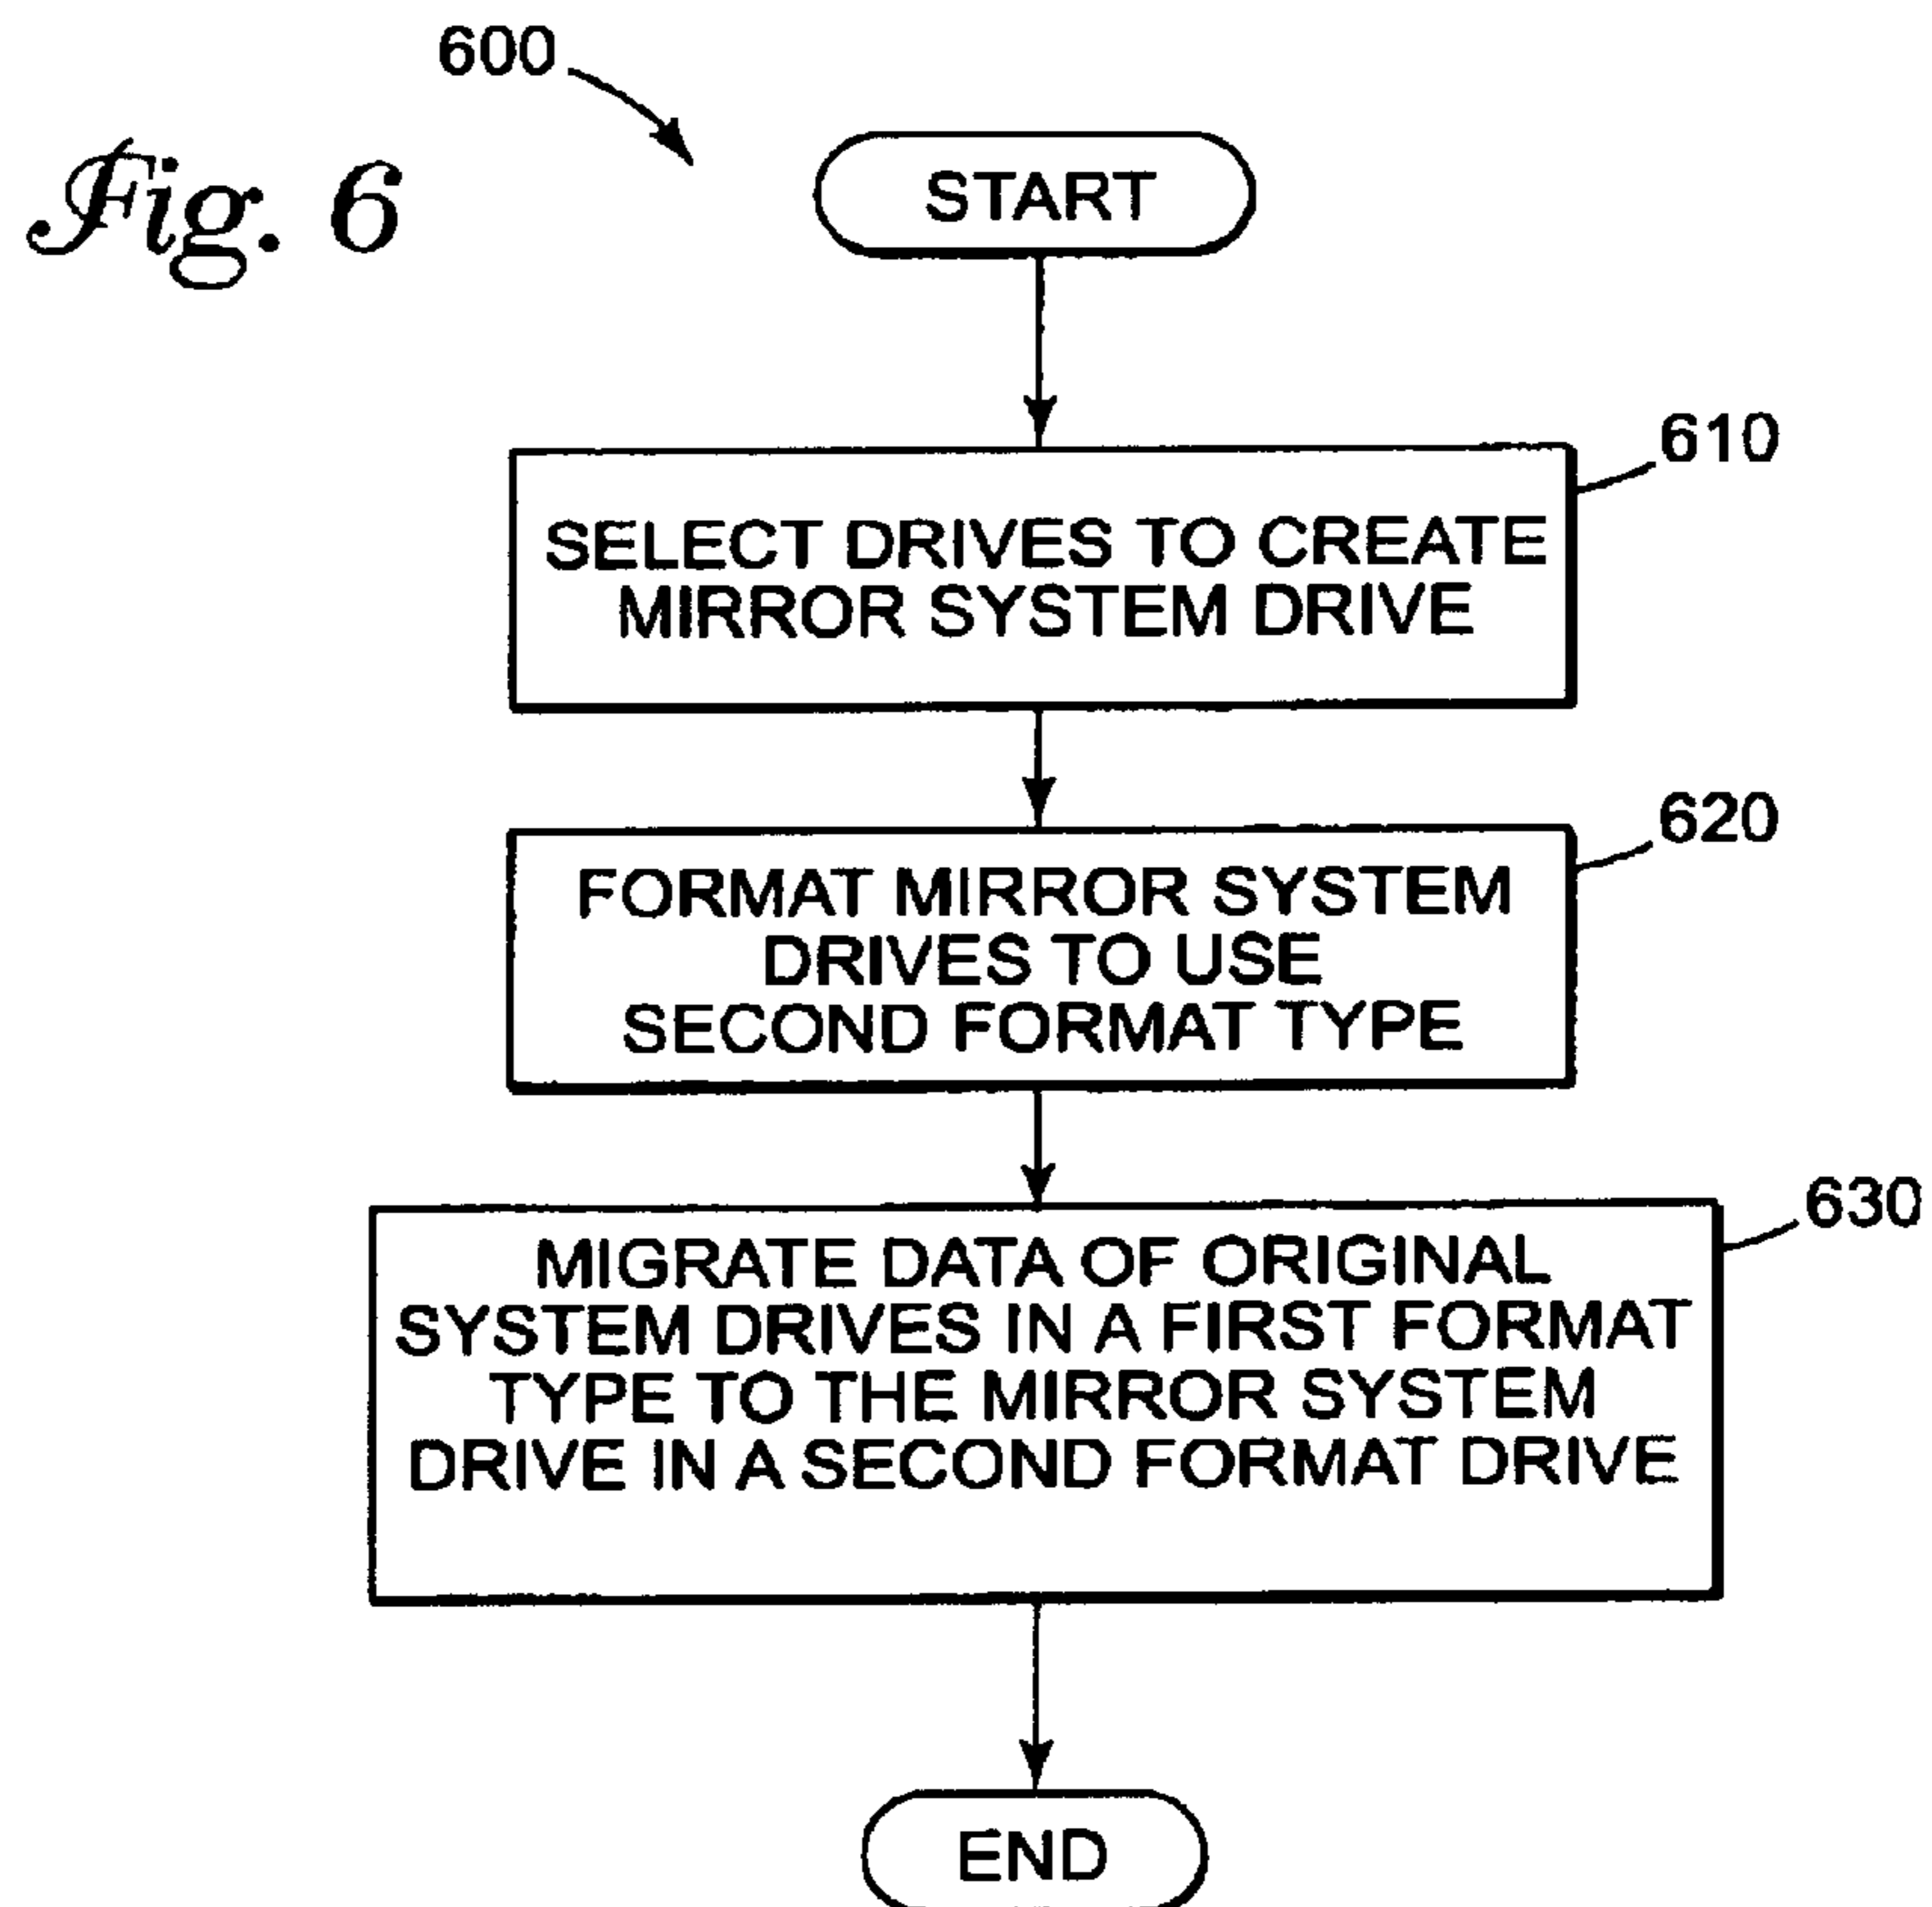 600
Fig. 6
START
610
SELECT DRIVES TO CREATE
MIRROR SYSTEM DRIVE
620
FORMAT MIRROR SYSTEM
DRIVES TO USE
SECOND FORMAT TYPE
630
MIGRATE DATA OF ORIGINAL
SYSTEM DRIVES IN A FIRST FORMAT
TYPE TO THE MIRROR SYSTEM
DRIVE IN A SECOND FORMAT DRIVE
END